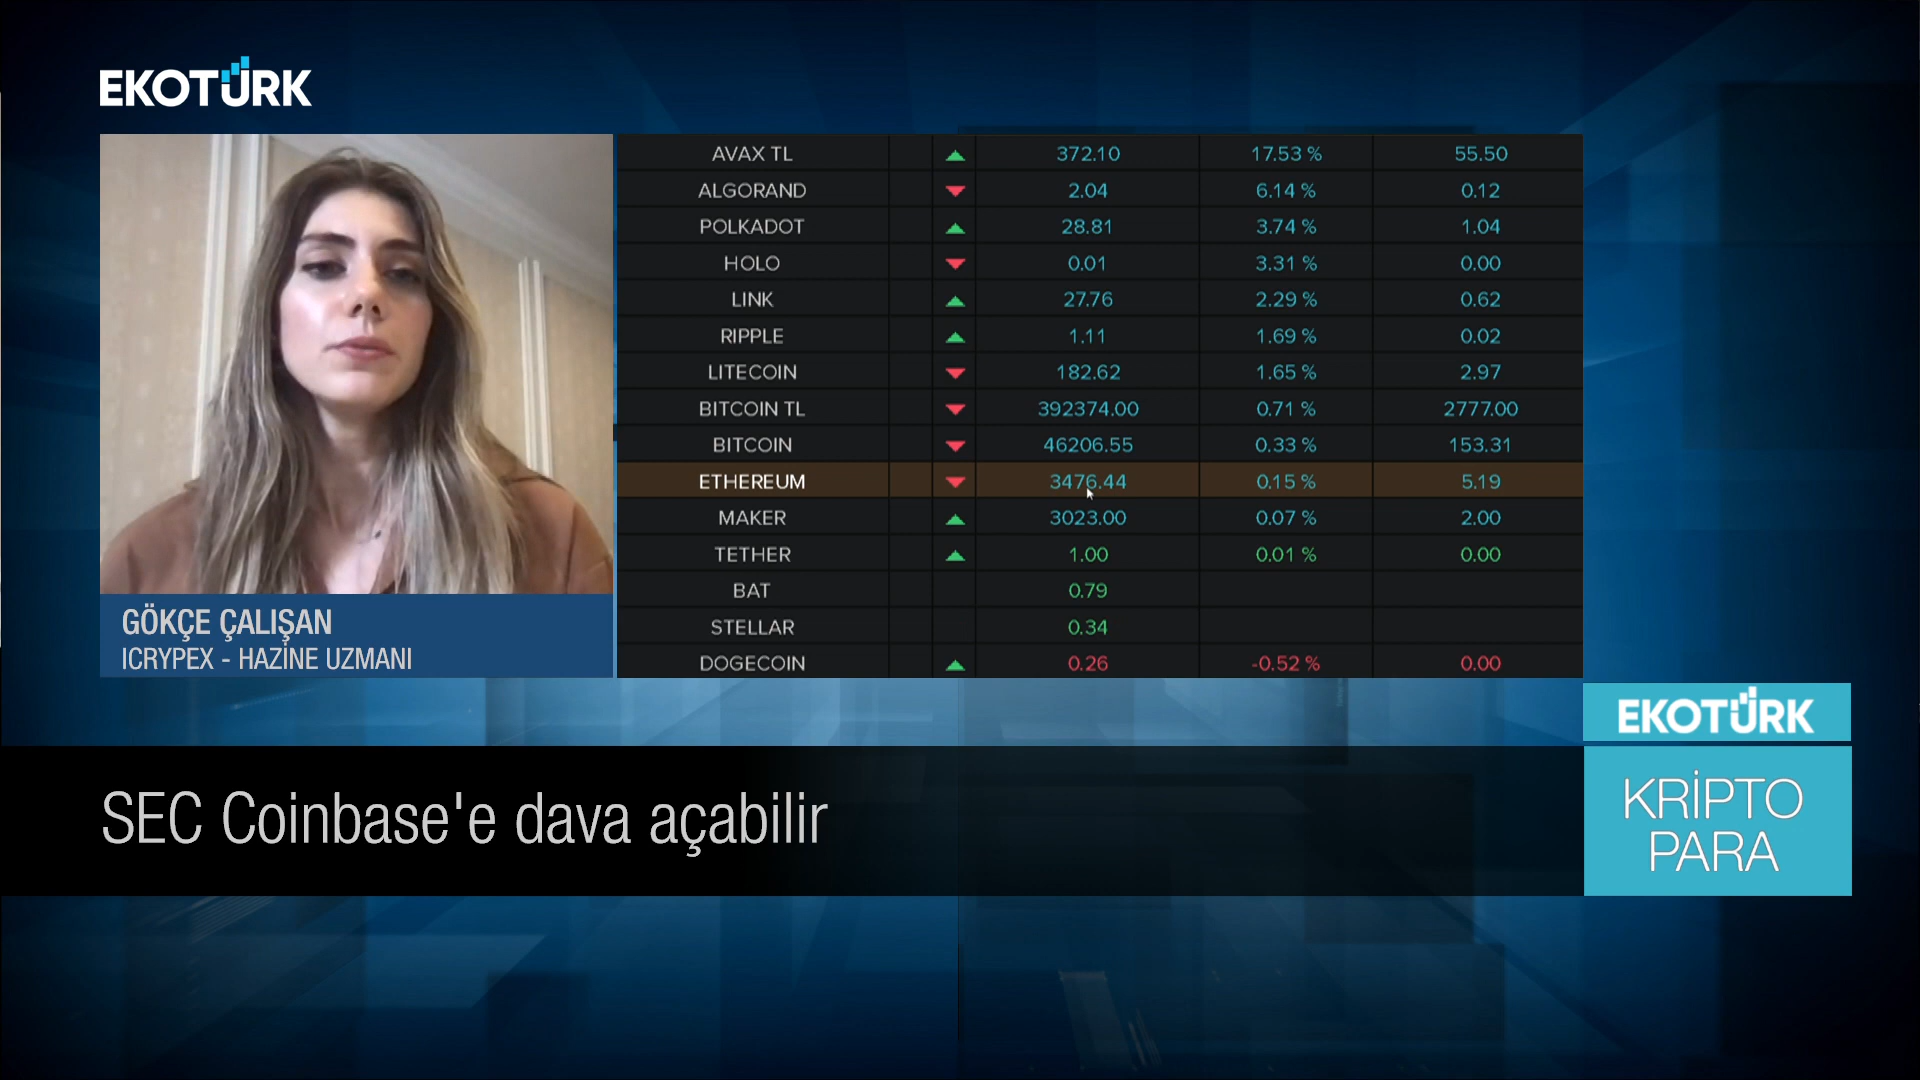 EKOTÜRK
AVAX TL 372.10 17.53 % 55.50
ALGORAND 2.04 6.14 % 0.12
POLKADOT 28.81 3.74 % 1.04
HOLO 0.01 3.31 % 0.00
LINK 27.76 2.29 % 0.62
RIPPLE 1.11 1.69 % 0.02
LITECOIN 182.62 1.65 % 2.97
BITCOIN TL 392374.00 0.71 % 2777.00
BITCOIN 46206.55 0.33 % 153.31
ETHEREUM 3476.44 0.15 % 5.19
MAKER 3023.00 0.07 % 2.00
TETHER 1.00 0.01 % 0.00
BAT 0.79
STELLAR 0.34
DOGECOIN 0.26 -0.52 % 0.00
GÖKÇE ÇALIŞAN
ICRYPEX - HAZİNE UZMANI
EKOTÜRK
KRİPTO
PARA
SEC Coinbase'e dava açabilir